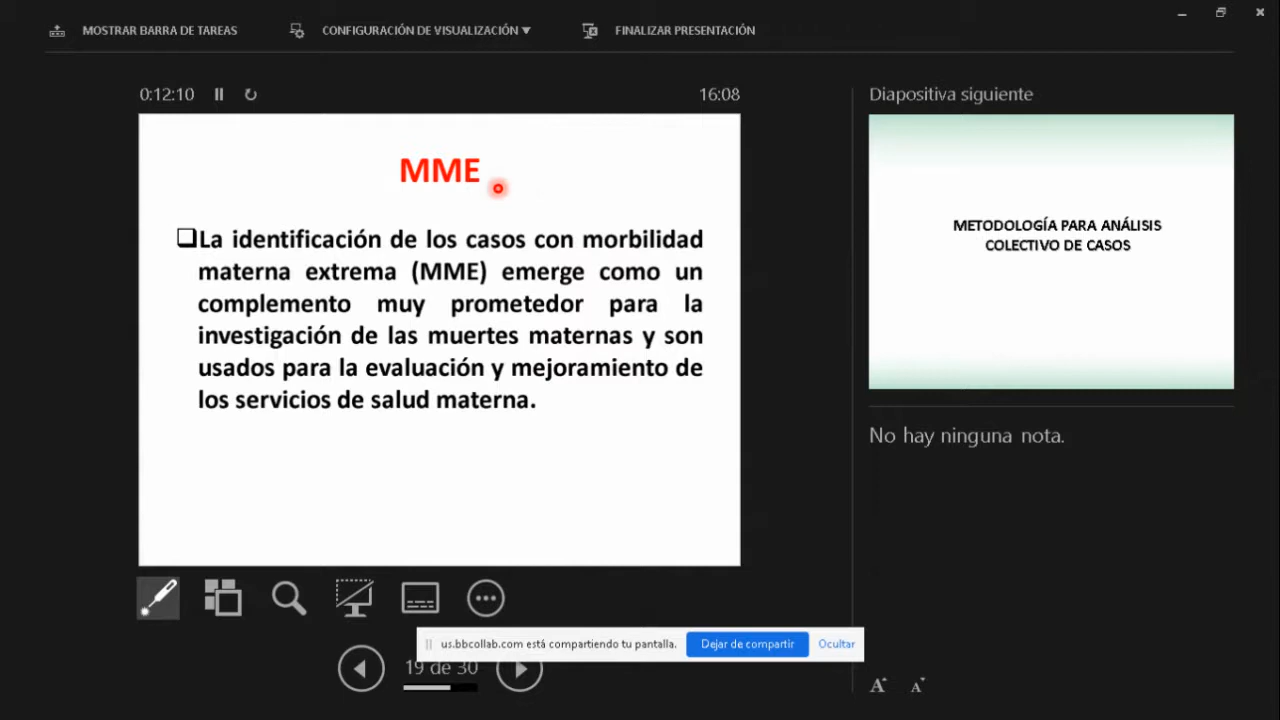 MOSTRAR BARRA DE TAREAS
CONFIGURACIÓN DE VISUALIZACIÓN ▼
FINALIZAR PRESENTACIÓN
0:12:10
16:08
MME
La identificación de los casos con morbilidad
materna extrema (MME) emerge como un
complemento muy prometedor para la
investigación de las muertes maternas y son
usados para la evaluación y mejoramiento de
los servicios de salud materna.
Diapositiva siguiente
METODOLOGÍA PARA ANÁLISIS
COLECTIVO DE CASOS
No hay ninguna nota.
us.bbcollab.com está compartiendo tu pantalla.
Dejar de compartir
Ocultar
19 de 30
A A